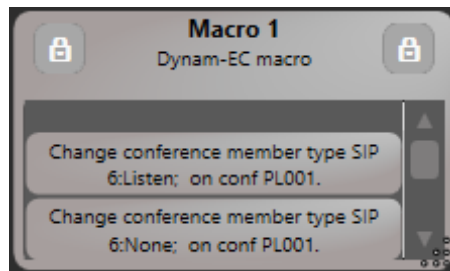 Macro 1
Dynam-EC macro
Change conference member type SIP
6:Listen; on conf PL001.
Change conference member type SIP
6:None; on conf PL001.